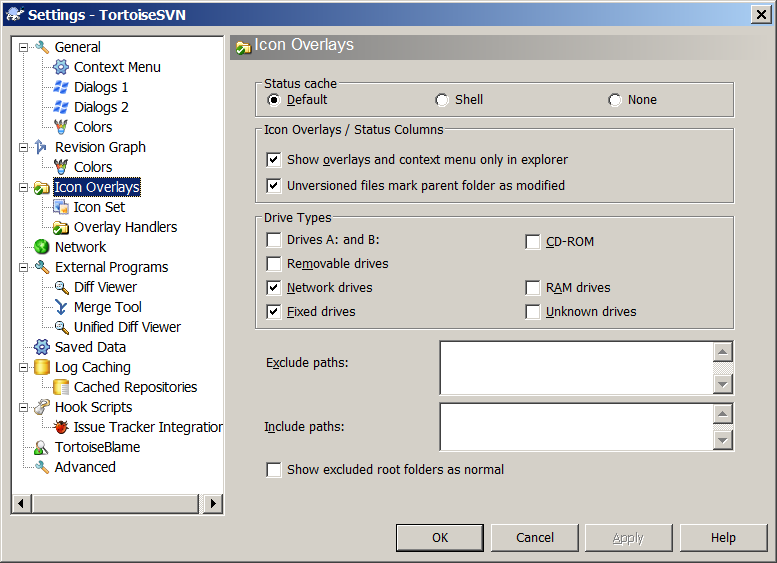 Settings - TortoiseSVN
General
Context Menu
Dialogs 1
Dialogs 2
Colors
Revision Graph
Colors
Icon Overlays
Icon Set
Overlay Handlers
Network
External Programs
Diff Viewer
Merge Tool
Unified Diff Viewer
Saved Data
Log Caching
Cached Repositories
Hook Scripts
Issue Tracker Integration
TortoiseBlame
Advanced
Icon Overlays
Status cache
Default Shell None
Icon Overlays / Status Columns
Show overlays and context menu only in explorer
Unversioned files mark parent folder as modified
Drive Types
Drives A: and B: CD-ROM
Removable drives
Network drives RAM drives
Fixed drives Unknown drives
Exclude paths:
Include paths:
Show excluded root folders as normal
OK Cancel Apply Help